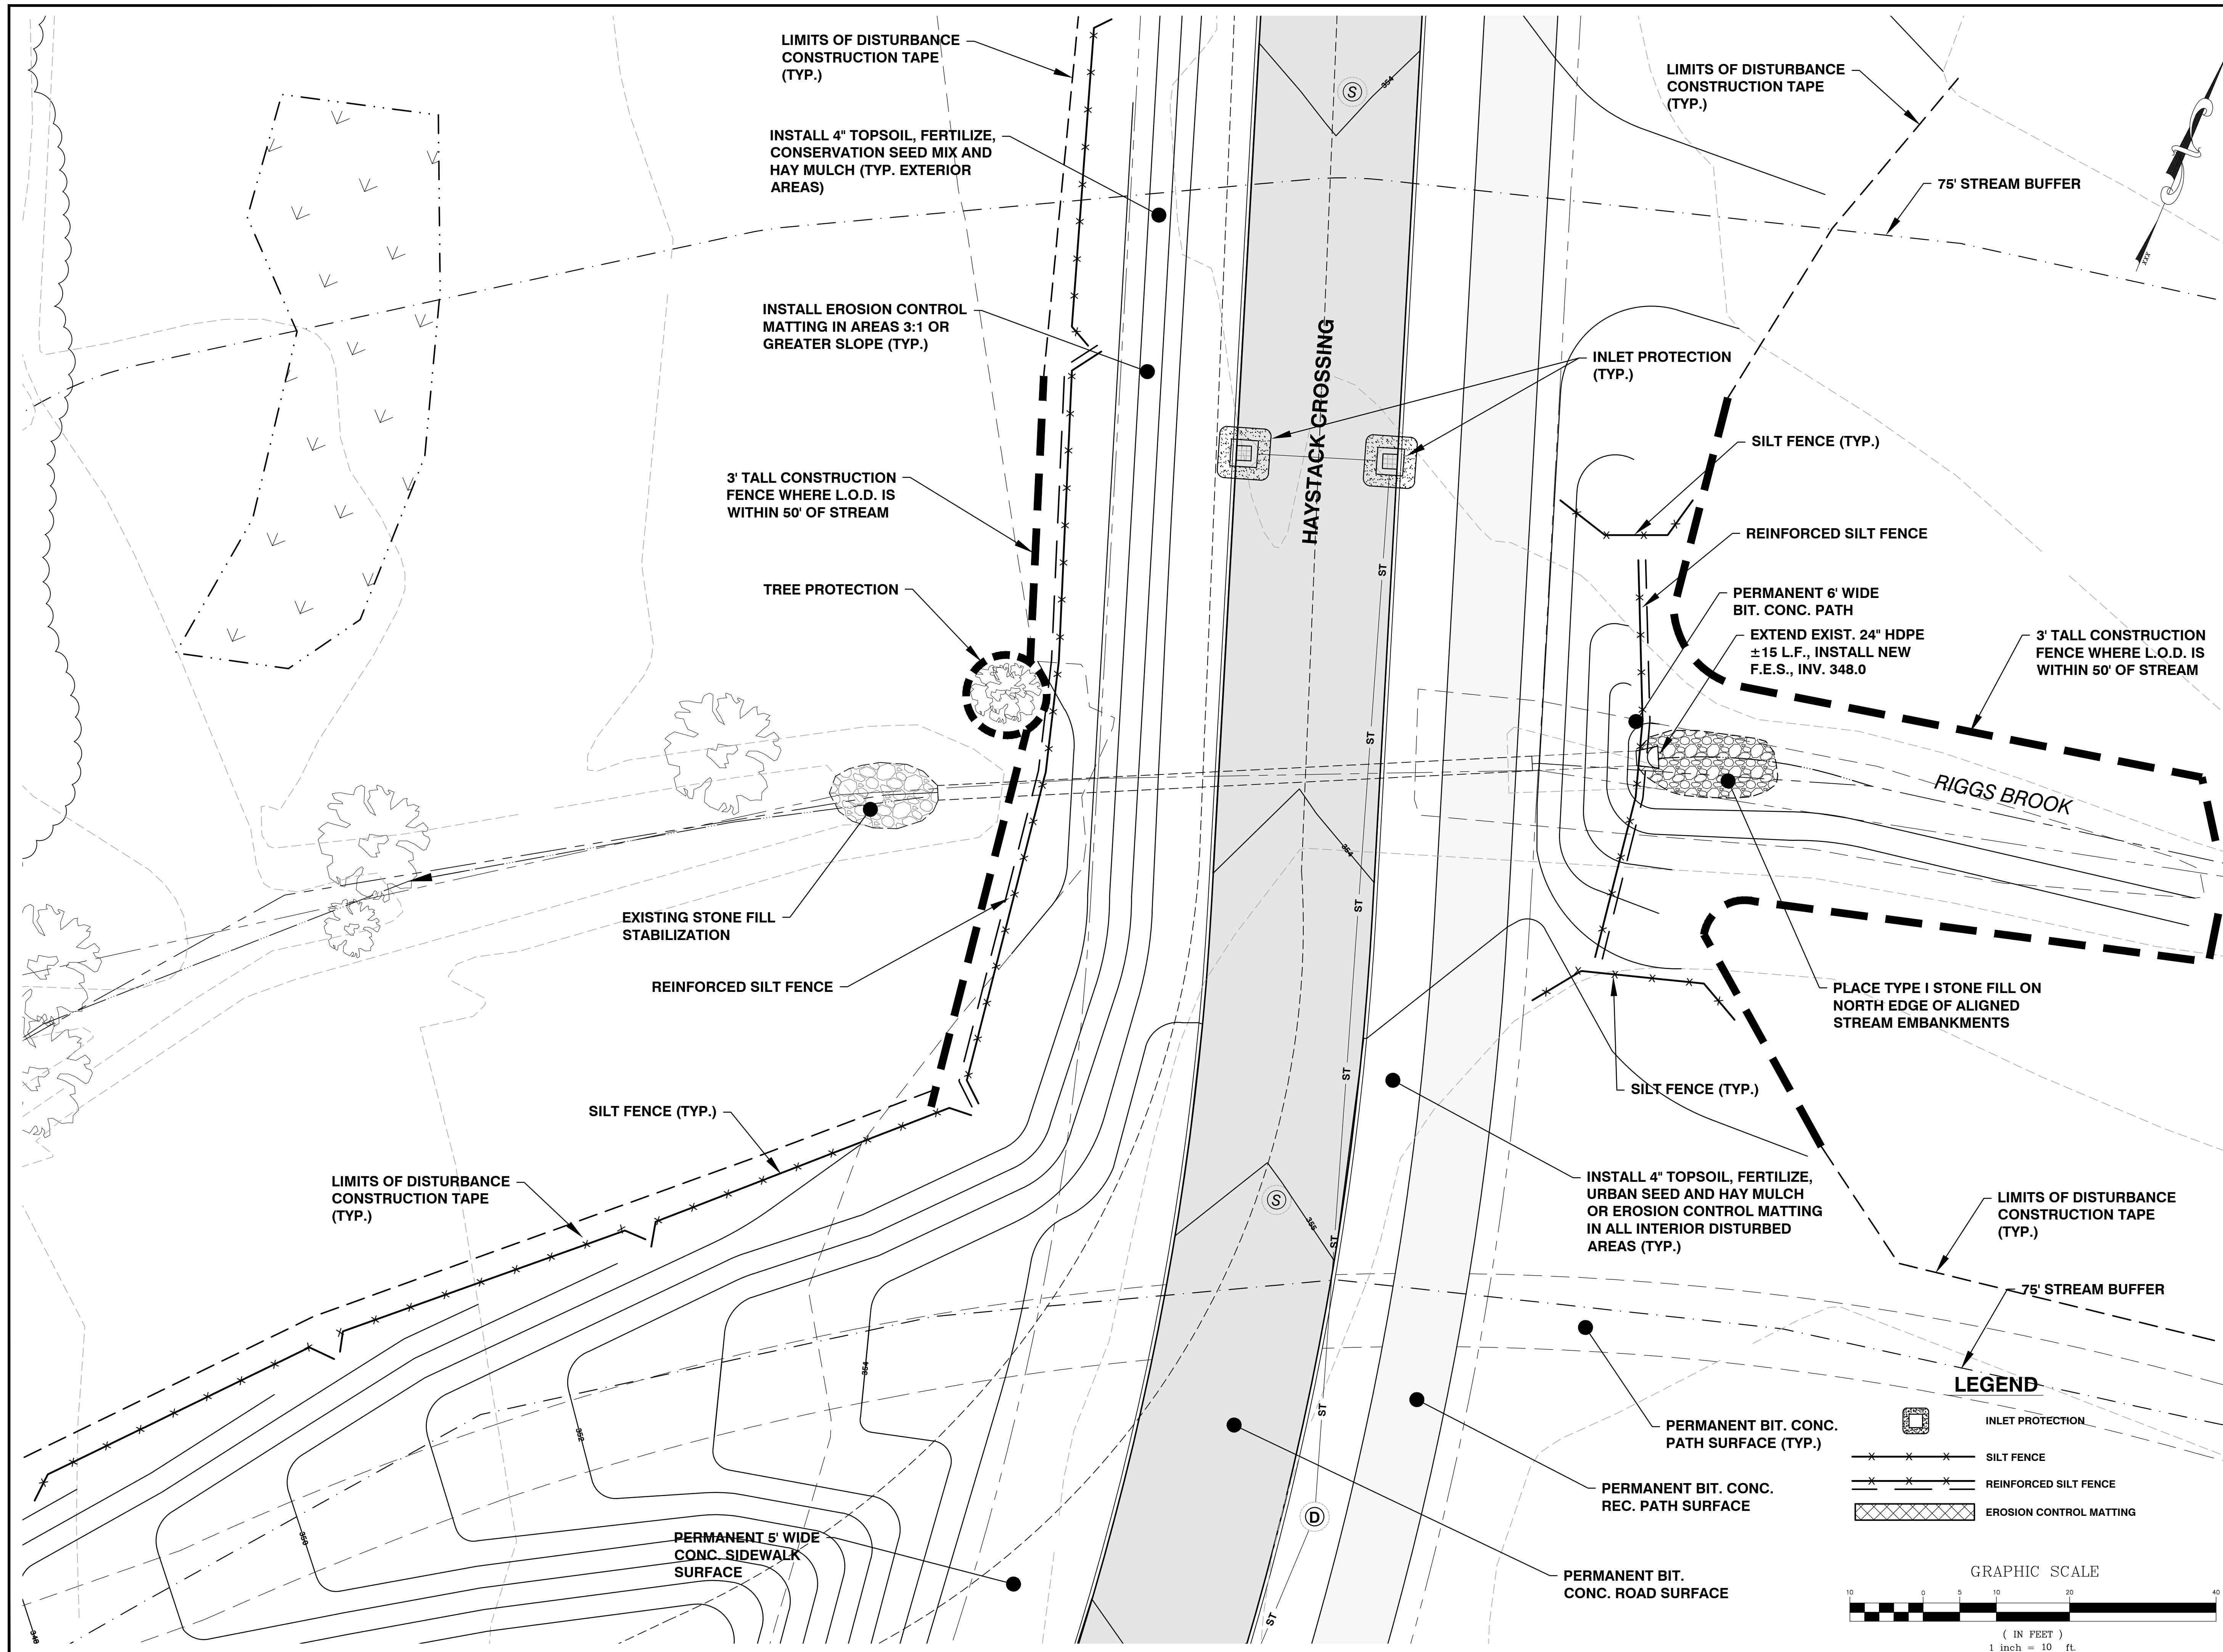 LIMITS OF DISTURBANCE
CONSTRUCTION TAPE
(TYP.)
INSTALL 4" TOPSOIL, FERTILIZE,
CONSERVATION SEED MIX AND
HAY MULCH (TYP. EXTERIOR
AREAS)
INSTALL EROSION CONTROL
MATTING IN AREAS 3:1 OR
GREATER SLOPE (TYP.)
3' TALL CONSTRUCTION
FENCE WHERE L.O.D. IS
WITHIN 50' OF STREAM
TREE PROTECTION
EXISTING STONE FILL
STABILIZATION
REINFORCED SILT FENCE
SILT FENCE (TYP.)
LIMITS OF DISTURBANCE
CONSTRUCTION TAPE
(TYP.)
PERMANENT 5' WIDE
CONC. SIDEWALK
SURFACE
348
350
352
354
S
354
HAYSTACK CROSSING
ST
ST
ST
354
ST
S
355
ST
ST
D
ST
LIMITS OF DISTURBANCE
CONSTRUCTION TAPE
(TYP.)
XXX
75' STREAM BUFFER
INLET PROTECTION
(TYP.)
SILT FENCE (TYP.)
REINFORCED SILT FENCE
PERMANENT 6' WIDE
BIT. CONC. PATH
EXTEND EXIST. 24" HDPE
±15 L.F., INSTALL NEW
F.E.S., INV. 348.0
3' TALL CONSTRUCTION
FENCE WHERE L.O.D. IS
WITHIN 50' OF STREAM
RIGGS BROOK
PLACE TYPE I STONE FILL ON
NORTH EDGE OF ALIGNED
STREAM EMBANKMENTS
SILT FENCE (TYP.)
INSTALL 4" TOPSOIL, FERTILIZE,
URBAN SEED AND HAY MULCH
OR EROSION CONTROL MATTING
IN ALL INTERIOR DISTURBED
AREAS (TYP.)
LIMITS OF DISTURBANCE
CONSTRUCTION TAPE
(TYP.)
75' STREAM BUFFER
PERMANENT BIT. CONC.
PATH SURFACE (TYP.)
PERMANENT BIT. CONC.
REC. PATH SURFACE
PERMANENT BIT.
CONC. ROAD SURFACE
LEGEND
INLET PROTECTION
SILT FENCE
REINFORCED SILT FENCE
EROSION CONTROL MATTING
GRAPHIC SCALE
10 0 5 10 20 40
( IN FEET )
1 inch = 10 ft.